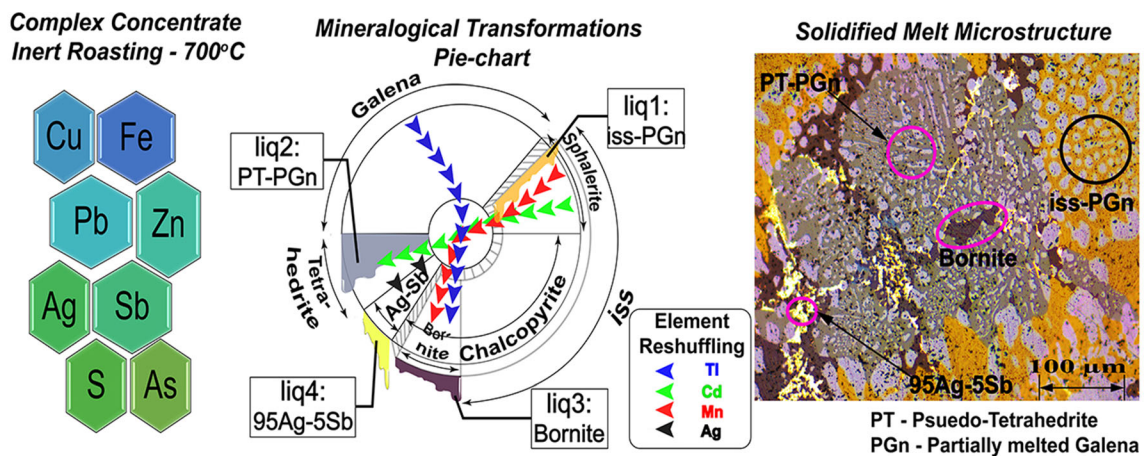 Complex Concentrate
Inert Roasting - 700°C
Cu
Fe
Pb
Zn
Ag
Sb
S
As
Mineralogical Transformations
Pie-chart
Galena
liq1:
iss-PGn
Sphalerite
liq2:
PT-PGn
Tetra-
hedrite
Ag-Sb
Bor-
nite
Chalcopyrite
iss
liq4:
95Ag-5Sb
liq3:
Bornite
Element
Reshuffling
Tl
Cd
Mn
Ag
Solidified Melt Microstructure
PT-PGn
iss-PGn
Bornite
95Ag-5Sb
100 µm
PT - Psuedo-Tetrahedrite
PGn - Partially melted Galena